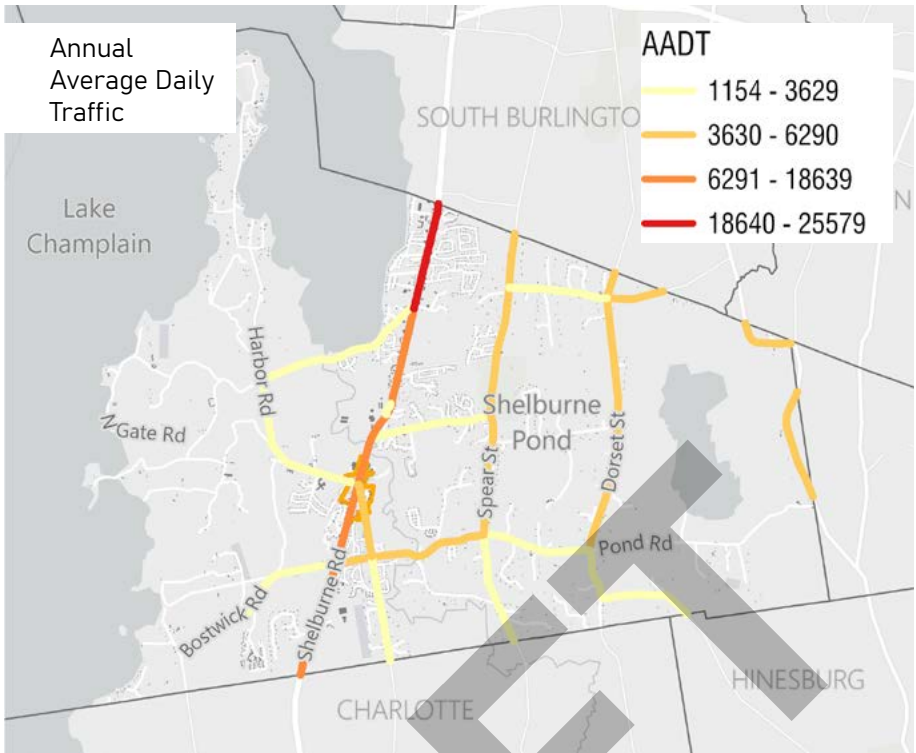 Annual
Average Daily
Traffic
AADT
1154 - 3629
3630 - 6290
6291 - 18639
18640 - 25579
SOUTH BURLINGTO
N
Lake
Champlain
Harbor Rd
N Gate Rd
Shelburne
Pond
Spear St
Dorset St
Pond Rd
Shelburne Rd
Bostwick Rd
CHARLOTTE
HINESBURG